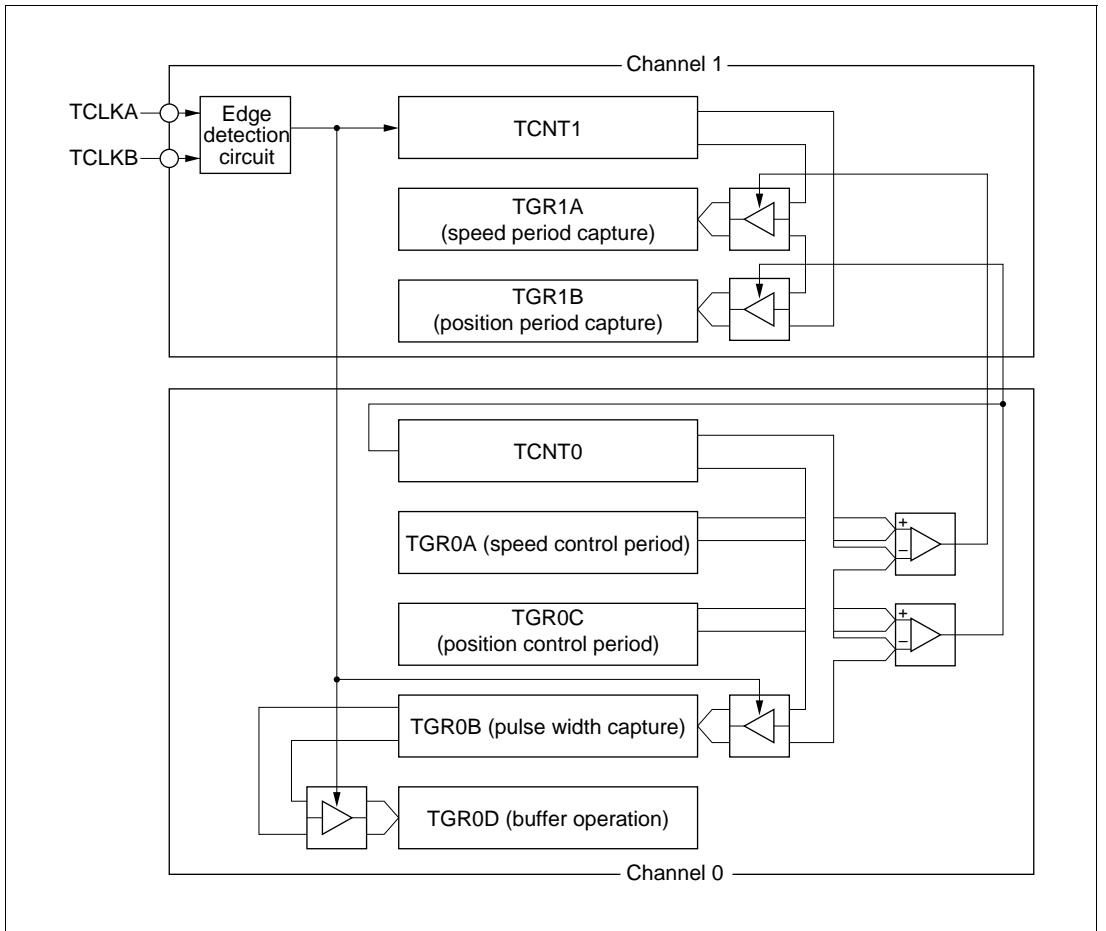 Channel 1
TCLKA
TCLKB
Edge
detection
circuit
TCNT1
TGR1A
(speed period capture)
TGR1B
(position period capture)
TCNT0
TGR0A (speed control period)
+
−
TGR0C
(position control period)
+
−
TGR0B (pulse width capture)
TGR0D (buffer operation)
Channel 0